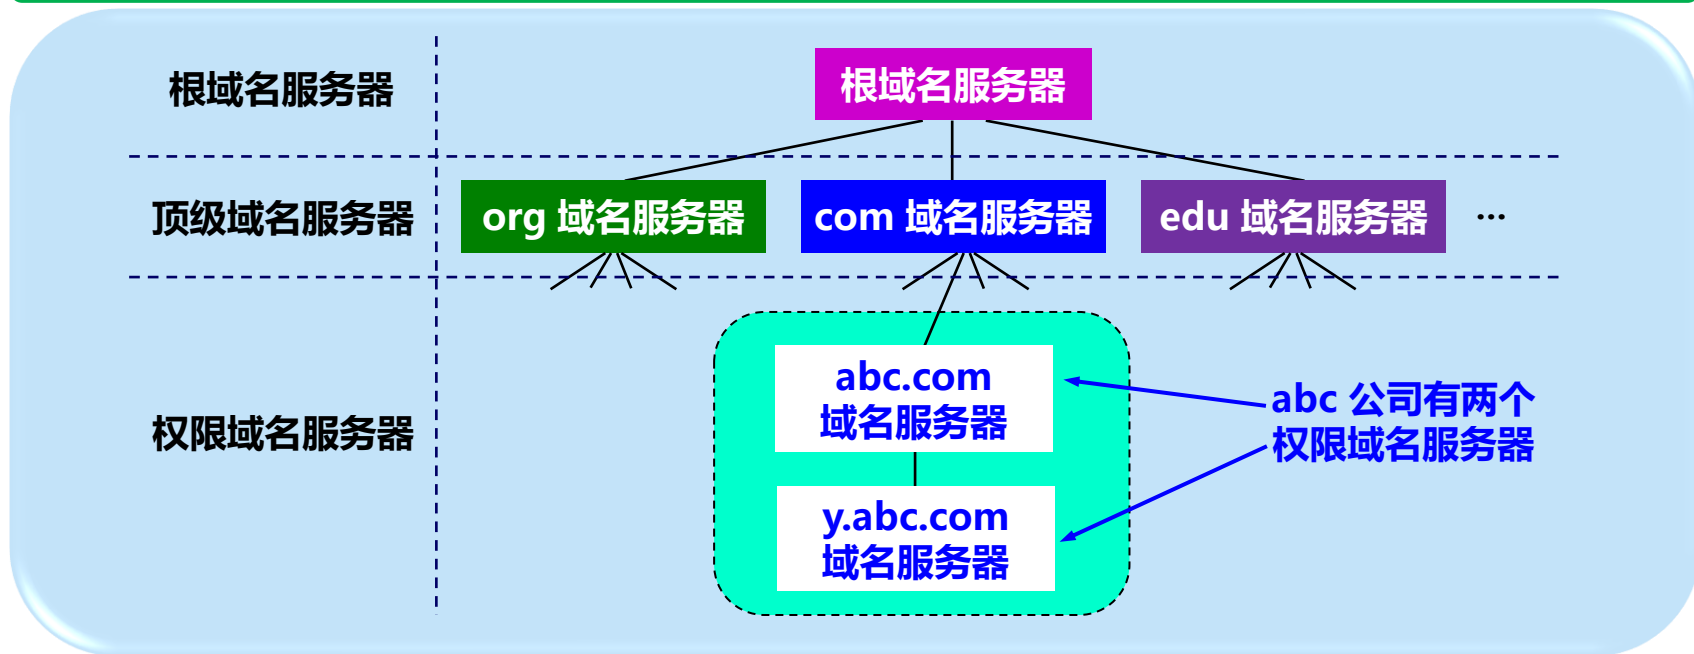 根域名服务器
根域名服务器
顶级域名服务器
org 域名服务器
com 域名服务器
edu 域名服务器
...
权限域名服务器
abc.com
域名服务器
y.abc.com
域名服务器
abc 公司有两个
权限域名服务器